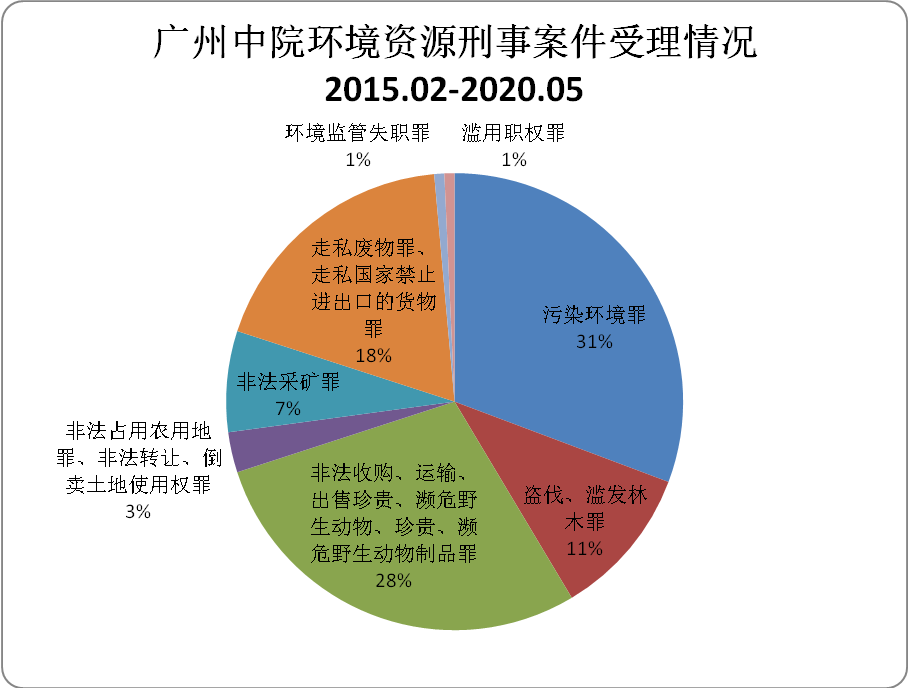 广州中院环境资源刑事案件受理情况
2015.02-2020.05
环境监管失职罪
1%
滥用职权罪
1%
走私废物罪、
走私国家禁止
进出口的货物
罪
18%
污染环境罪
31%
非法采矿罪
7%
非法占用农用地
罪、非法转让、倒
卖土地使用权罪
3%
非法收购、运输、
出售珍贵、濒危野
生动物、珍贵、濒
危野生动物制品罪
28%
盗伐、滥发林
木罪
11%